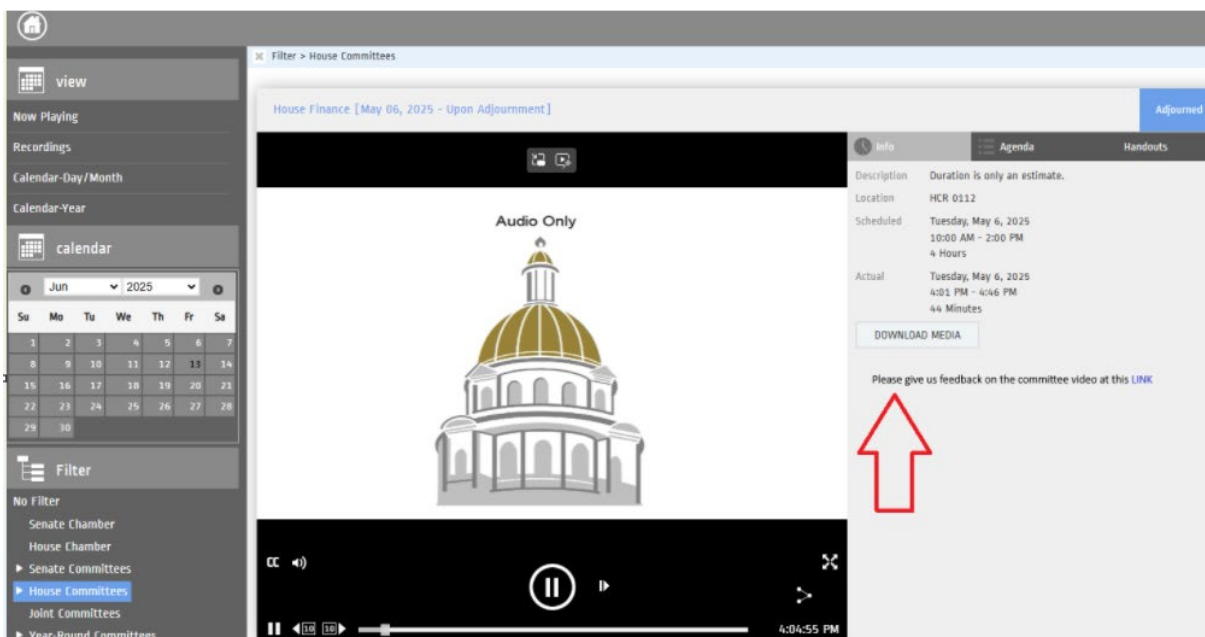 Filter > House Committees
view
Now Playing
Recordings
Calendar-Day/Month
Calendar-Year
calendar
Jun 2025
Su Mo Tu We Th Fr Sa
1 2 3 4 5 6 7
8 9 10 11 12 13 14
15 16 17 18 19 20 21
22 23 24 25 26 27 28
29 30
Filter
No Filter
Senate Chamber
House Chamber
Senate Committees
House Committees
Joint Committees
Year-Round Committees
House Finance [May 06, 2025 - Upon Adjournment]
Adjourned
Audio Only
CC
10 10
4:04:55 PM
Info Agenda Handouts
Description Duration is only an estimate.
Location HCR 0112
Scheduled Tuesday, May 6, 2025
10:00 AM - 2:00 PM
4 Hours
Actual Tuesday, May 6, 2025
4:01 PM - 4:46 PM
44 Minutes
DOWNLOAD MEDIA
Please give us feedback on the committee video at this LINK